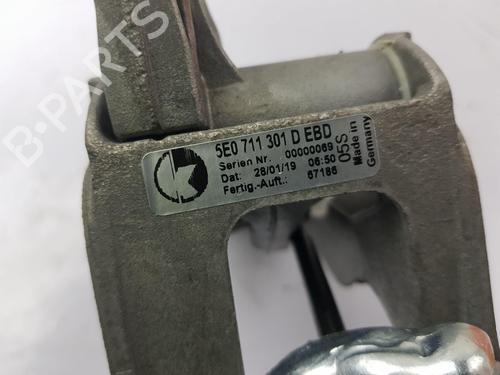 5E0 711 301 D EBD
Serien Nr. 00000069
Dat: 28/01/19 06:50
Fertig.-Auft.: 67186
05S
Made in
Germany
B-PARTS